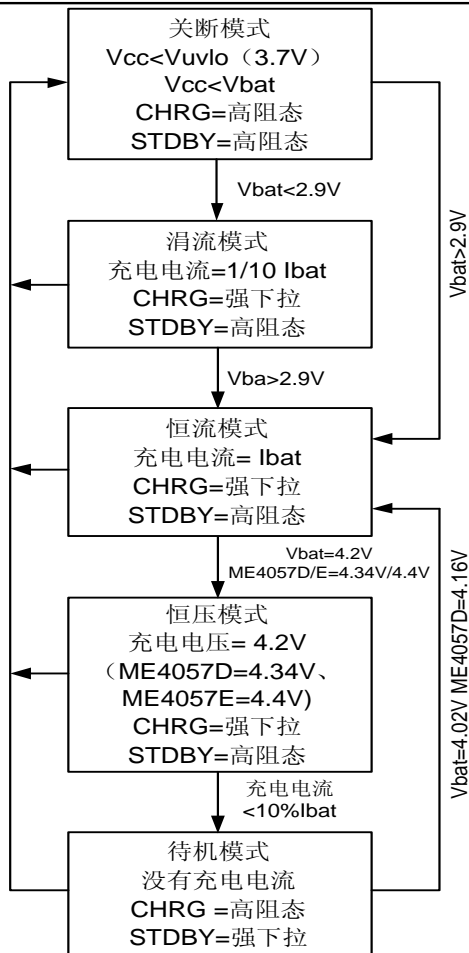 关断模式
Vcc<Vuvlo（3.7V）
Vcc<Vbat
CHRG=高阻态
STDBY=高阻态
Vbat<2.9V
Vbat>2.9V
涓流模式
充电电流=1/10 Ibat
CHRG=强下拉
STDBY=高阻态
Vba>2.9V
恒流模式
充电电流= Ibat
CHRG=强下拉
STDBY=高阻态
Vbat=4.2V
ME4057D/E=4.34V/4.4V
恒压模式
充电电压= 4.2V
（ME4057D=4.34V、
ME4057E=4.4V)
CHRG=强下拉
STDBY=高阻态
Vbat=4.02V ME4057D=4.16V
充电电流
<10%Ibat
待机模式
没有充电电流
CHRG =高阻态
STDBY=强下拉